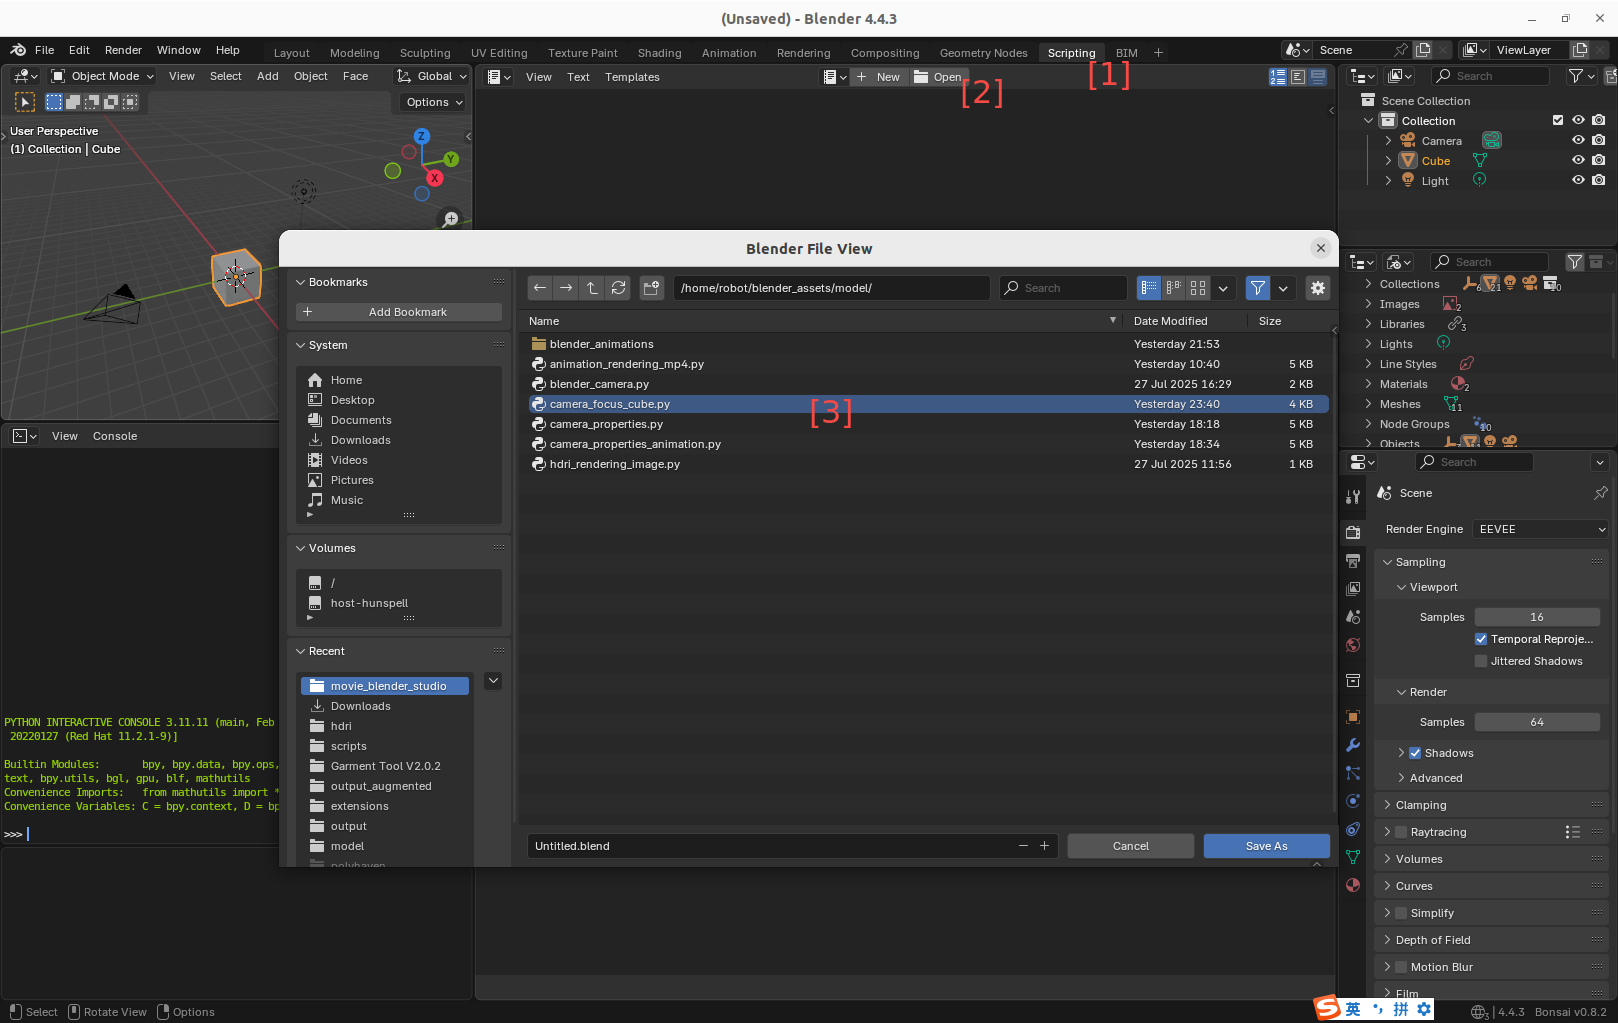 (Unsaved) - Blender 4.4.3
File Edit Render Window Help Layout Modeling Sculpting UV Editing Texture Paint Shading Animation Rendering Compositing Geometry Nodes Scripting BIM + Scene ViewLayer
Object Mode View Select Add Object Face Global
Options
User Perspective
(1) Collection | Cube
Z
Y
X
View Text Templates New Open
[1]
[2]
Search
Scene Collection
Collection
Camera
Cube
Light
Search
Collections 6 21 10
Images 2
Libraries 3
Lights
Line Styles
Materials 2
Meshes 11
Node Groups 10
Objects
View Console
PYTHON INTERACTIVE CONSOLE 3.11.11 (main, Feb
20220127 (Red Hat 11.2.1-9)]
Builtin Modules: bpy, bpy.data, bpy.ops,
text, bpy.utils, bgl, gpu, blf, mathutils
Convenience Imports: from mathutils import *
Convenience Variables: C = bpy.context, D = bp
>>>
Blender File View
Bookmarks
Add Bookmark
System
Home
Desktop
Documents
Downloads
Videos
Pictures
Music
Volumes
/
host-hunspell
Recent
movie_blender_studio
Downloads
hdri
scripts
Garment Tool V2.0.2
output_augmented
extensions
output
model
polyhaven
/home/robot/blender_assets/model/ Search
Name Date Modified Size
blender_animations Yesterday 21:53
animation_rendering_mp4.py Yesterday 10:40 5 KB
blender_camera.py 27 Jul 2025 16:29 2 KB
camera_focus_cube.py Yesterday 23:40 4 KB
[3]
camera_properties.py Yesterday 18:18 5 KB
camera_properties_animation.py Yesterday 18:34 5 KB
hdri_rendering_image.py 27 Jul 2025 11:56 1 KB
Untitled.blend Cancel Save As
Search
Scene
Render Engine EEVEE
Sampling
Viewport
Samples 16
Temporal Reproje...
Jittered Shadows
Render
Samples 64
Shadows
Advanced
Clamping
Raytracing
Volumes
Curves
Simplify
Depth of Field
Motion Blur
Film
S 英 拼
Select Rotate View Options 3 | 4.4.3 Bonsai v0.8.2